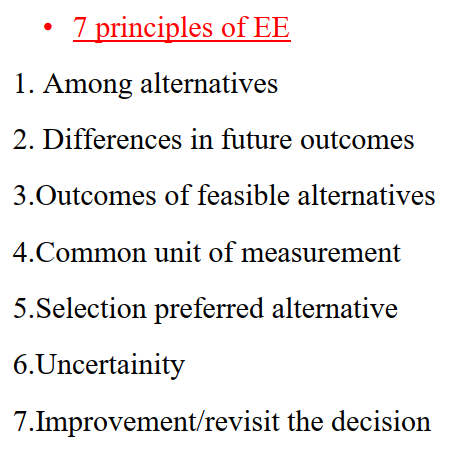 • 7 principles of EE
1. Among alternatives
2. Differences in future outcomes
3.Outcomes of feasible alternatives
4.Common unit of measurement
5.Selection preferred alternative
6.Uncertainity
7.Improvement/revisit the decision